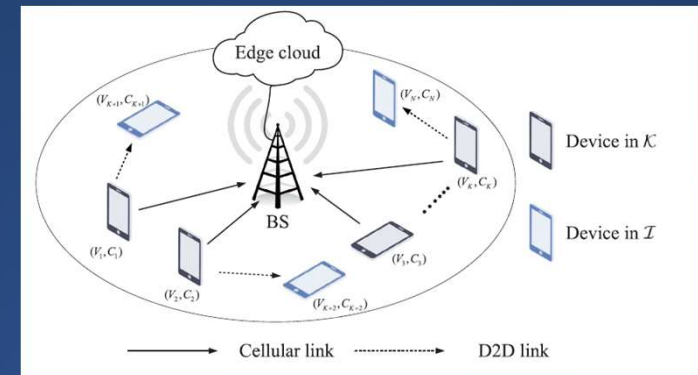 Edge cloud
(V_{K+1}, C_{K+1})
(V_N, C_N)
Device in 𝒦
(V_K, C_K)
BS
(V_1, C_1)
(V_3, C_3)
Device in ℐ
(V_2, C_2)
(V_{K+2}, C_{K+2})
Cellular link
D2D link